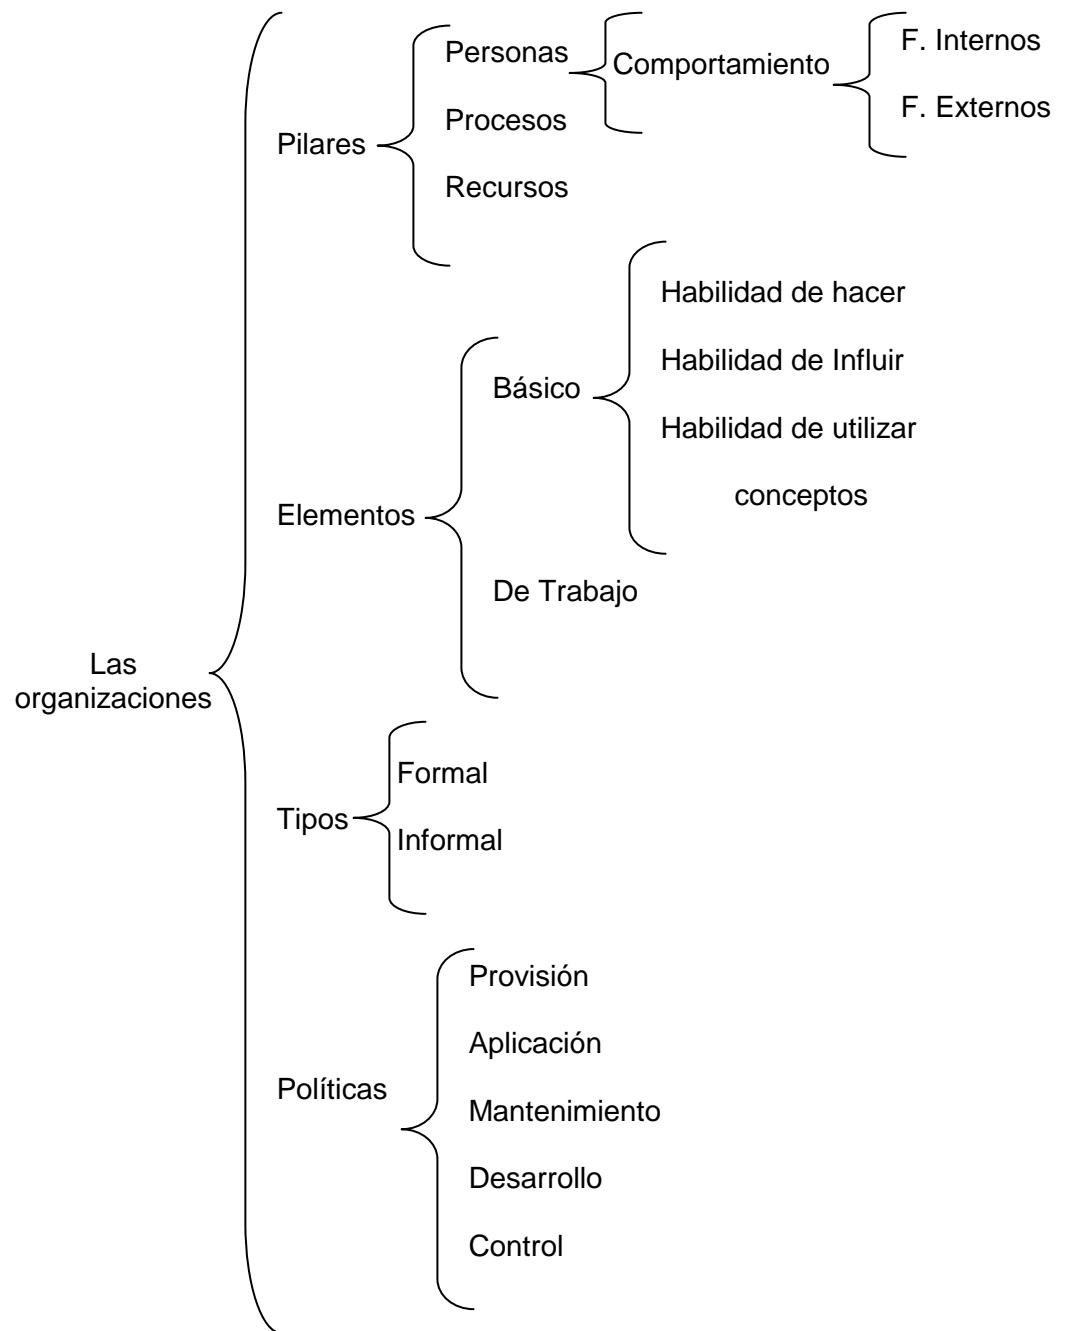 Las
organizaciones
Pilares
Personas
Comportamiento
F. Internos
F. Externos
Procesos
Recursos
Elementos
Básico
Habilidad de hacer
Habilidad de Influir
Habilidad de utilizar
conceptos
De Trabajo
Tipos
Formal
Informal
Políticas
Provisión
Aplicación
Mantenimiento
Desarrollo
Control